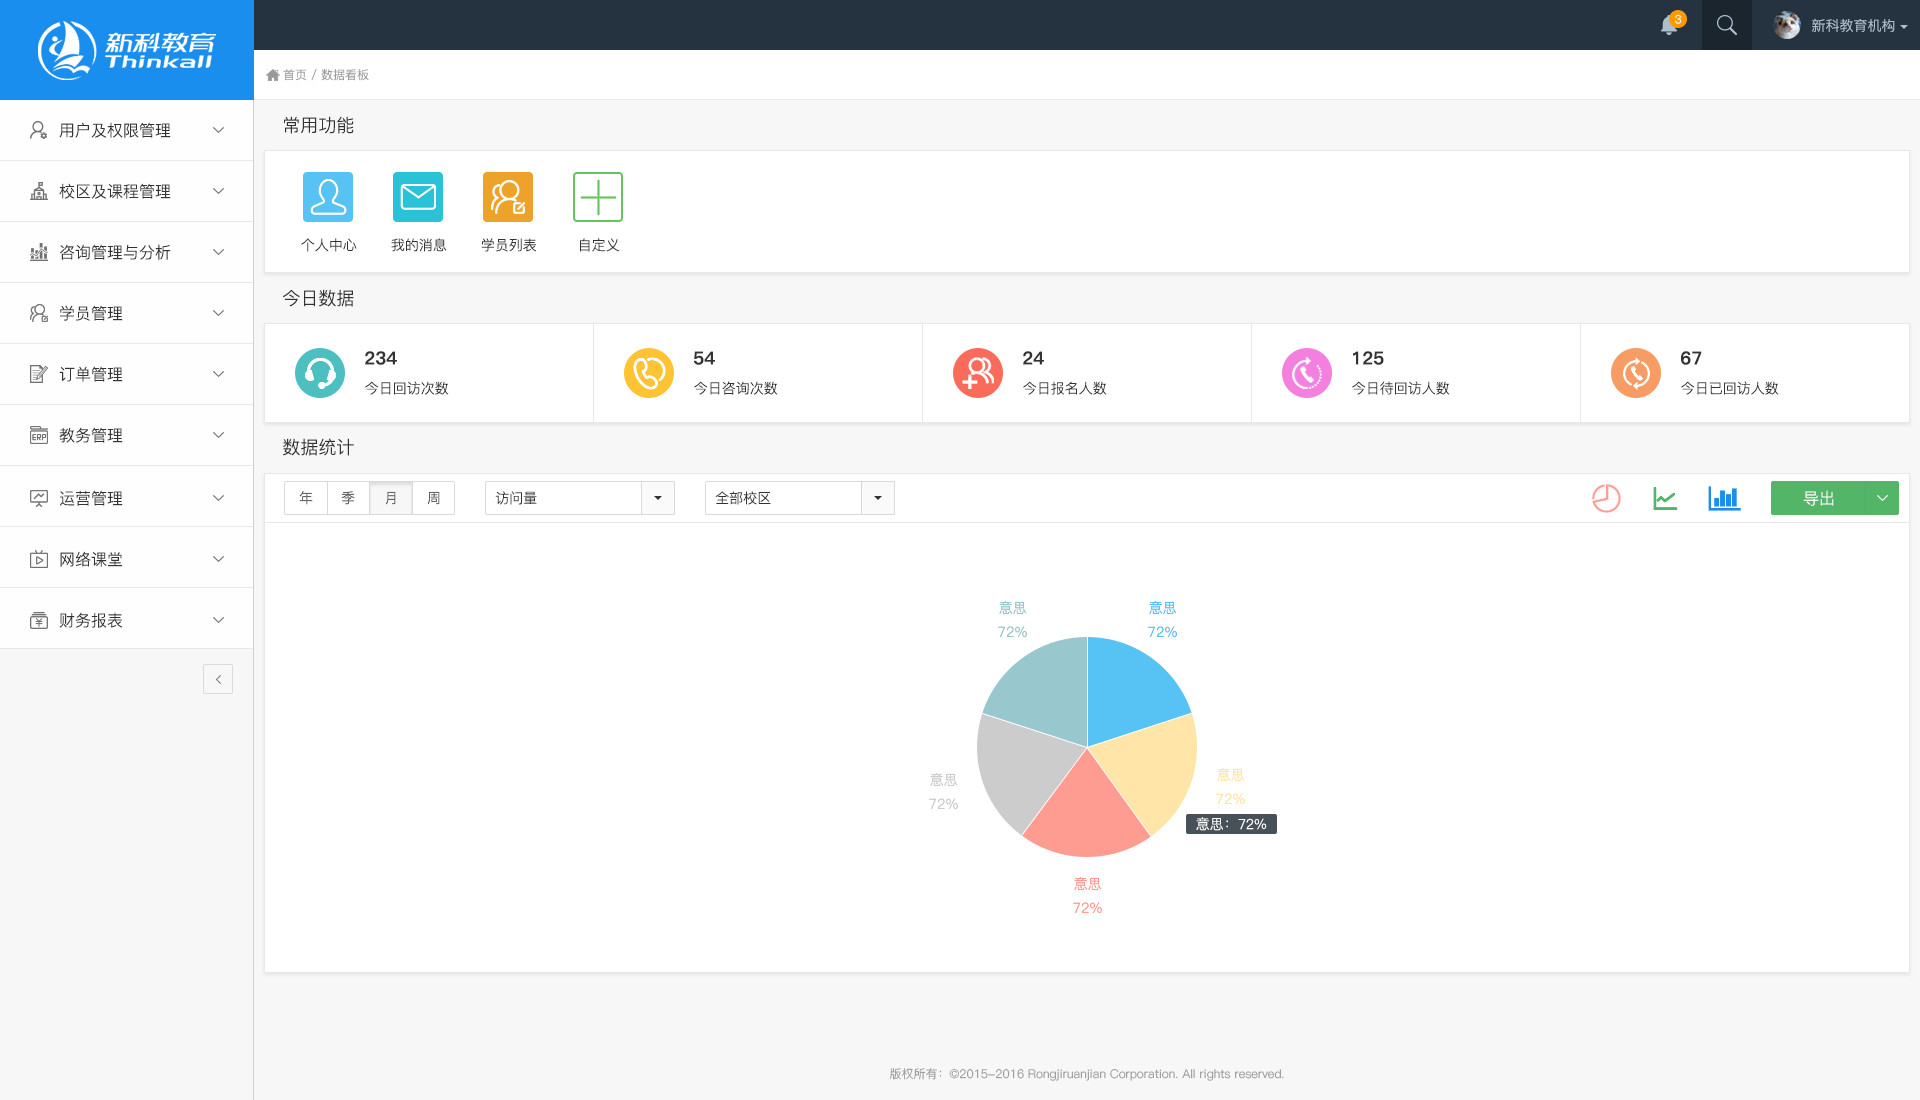 新科教育
Thinkall
3
新科教育机构
首页 / 数据看板
用户及权限管理
校区及课程管理
咨询管理与分析
学员管理
订单管理
ERP
教务管理
运营管理
网络课堂
财务报表
常用功能
个人中心
我的消息
学员列表
自定义
今日数据
234
今日回访次数
54
今日咨询次数
24
今日报名人数
125
今日待回访人数
67
今日已回访人数
数据统计
年 季 月 周
访问量
全部校区
导出
意思
72%
意思
72%
意思
72%
意思
72%
意思：72%
意思
72%
版权所有：©2015-2016 Rongjiruanjian Corporation. All rights reserved.